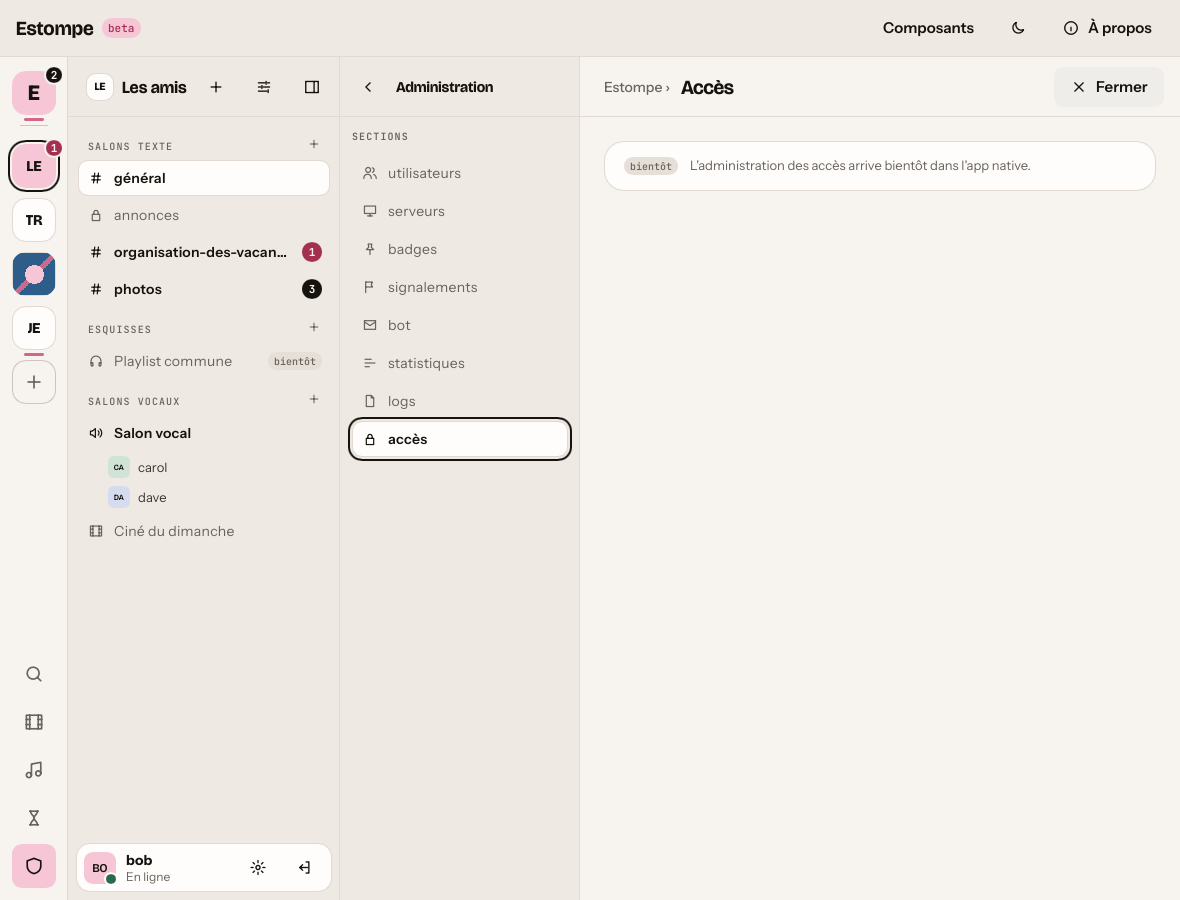 Estompe beta
Composants
À propos
E 2
LE 1
TR
JE
LE Les amis
SALONS TEXTE
# général
annonces
# organisation-des-vacan... 1
# photos 3
ESQUISSES
Playlist commune bientôt
SALONS VOCAUX
Salon vocal
CA carol
DA dave
Ciné du dimanche
BO bob
En ligne
Administration
SECTIONS
utilisateurs
serveurs
badges
signalements
bot
statistiques
logs
accès
Estompe › Accès
Fermer
bientôt L'administration des accès arrive bientôt dans l'app native.